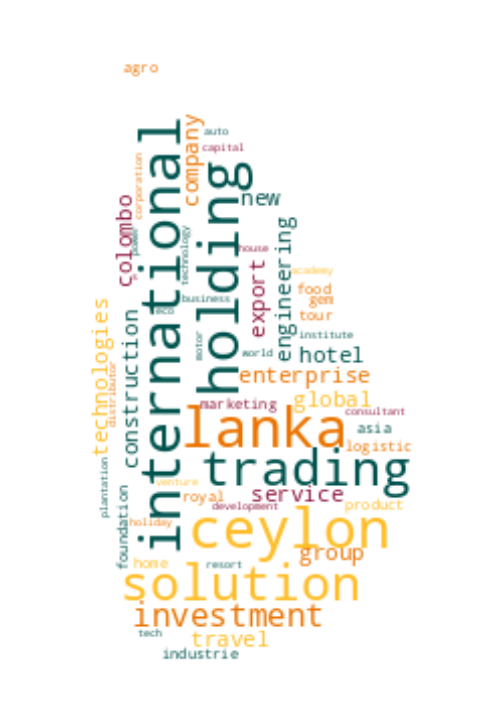 agro
international
holding
company
auto
capital
corporation
colombo
new
power
technology
engineering
house
export
academy
food
gem
tour
business
eco
technologies
construction
motor
world
institute
hotel
enterprise
distributor
marketing
global
consultant
lanka
asia
logistic
trading
plantation
venture
royal
service
development
product
foundation
holiday
ceylon
group
home
resort
solution
investment
tech
travel
industrie